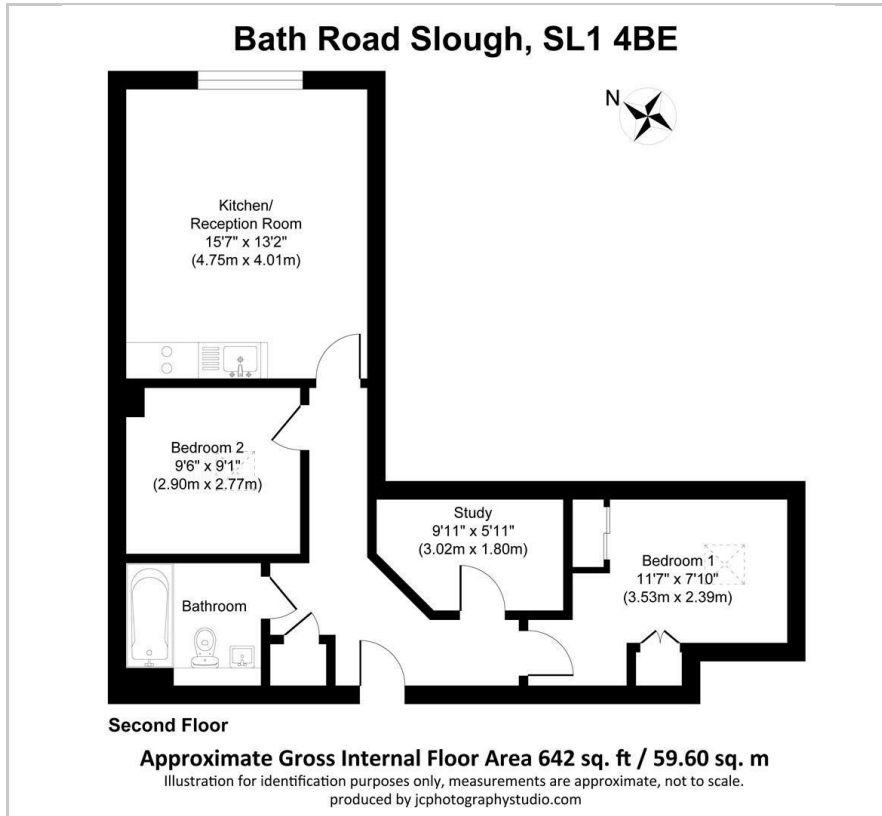 Bath Road Slough, SL1 4BE
N
Kitchen/
Reception Room
15'7" x 13'2"
(4.75m x 4.01m)
Bedroom 2
9'6" x 9'1"
(2.90m x 2.77m)
Study
9'11" x 5'11"
(3.02m x 1.80m)
Bedroom 1
11'7" x 7'10"
(3.53m x 2.39m)
Bathroom
Second Floor
Approximate Gross Internal Floor Area 642 sq. ft / 59.60 sq. m
Illustration for identification purposes only, measurements are approximate, not to scale.
produced by jcphotographystudio.com